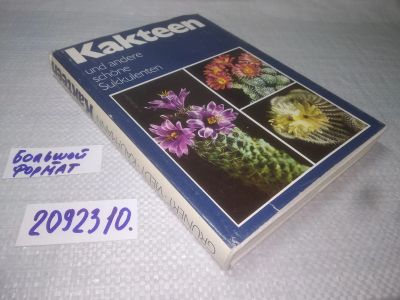 Kakteen
und andere
schöne
Sukkulenten
большой
формат
2092310.